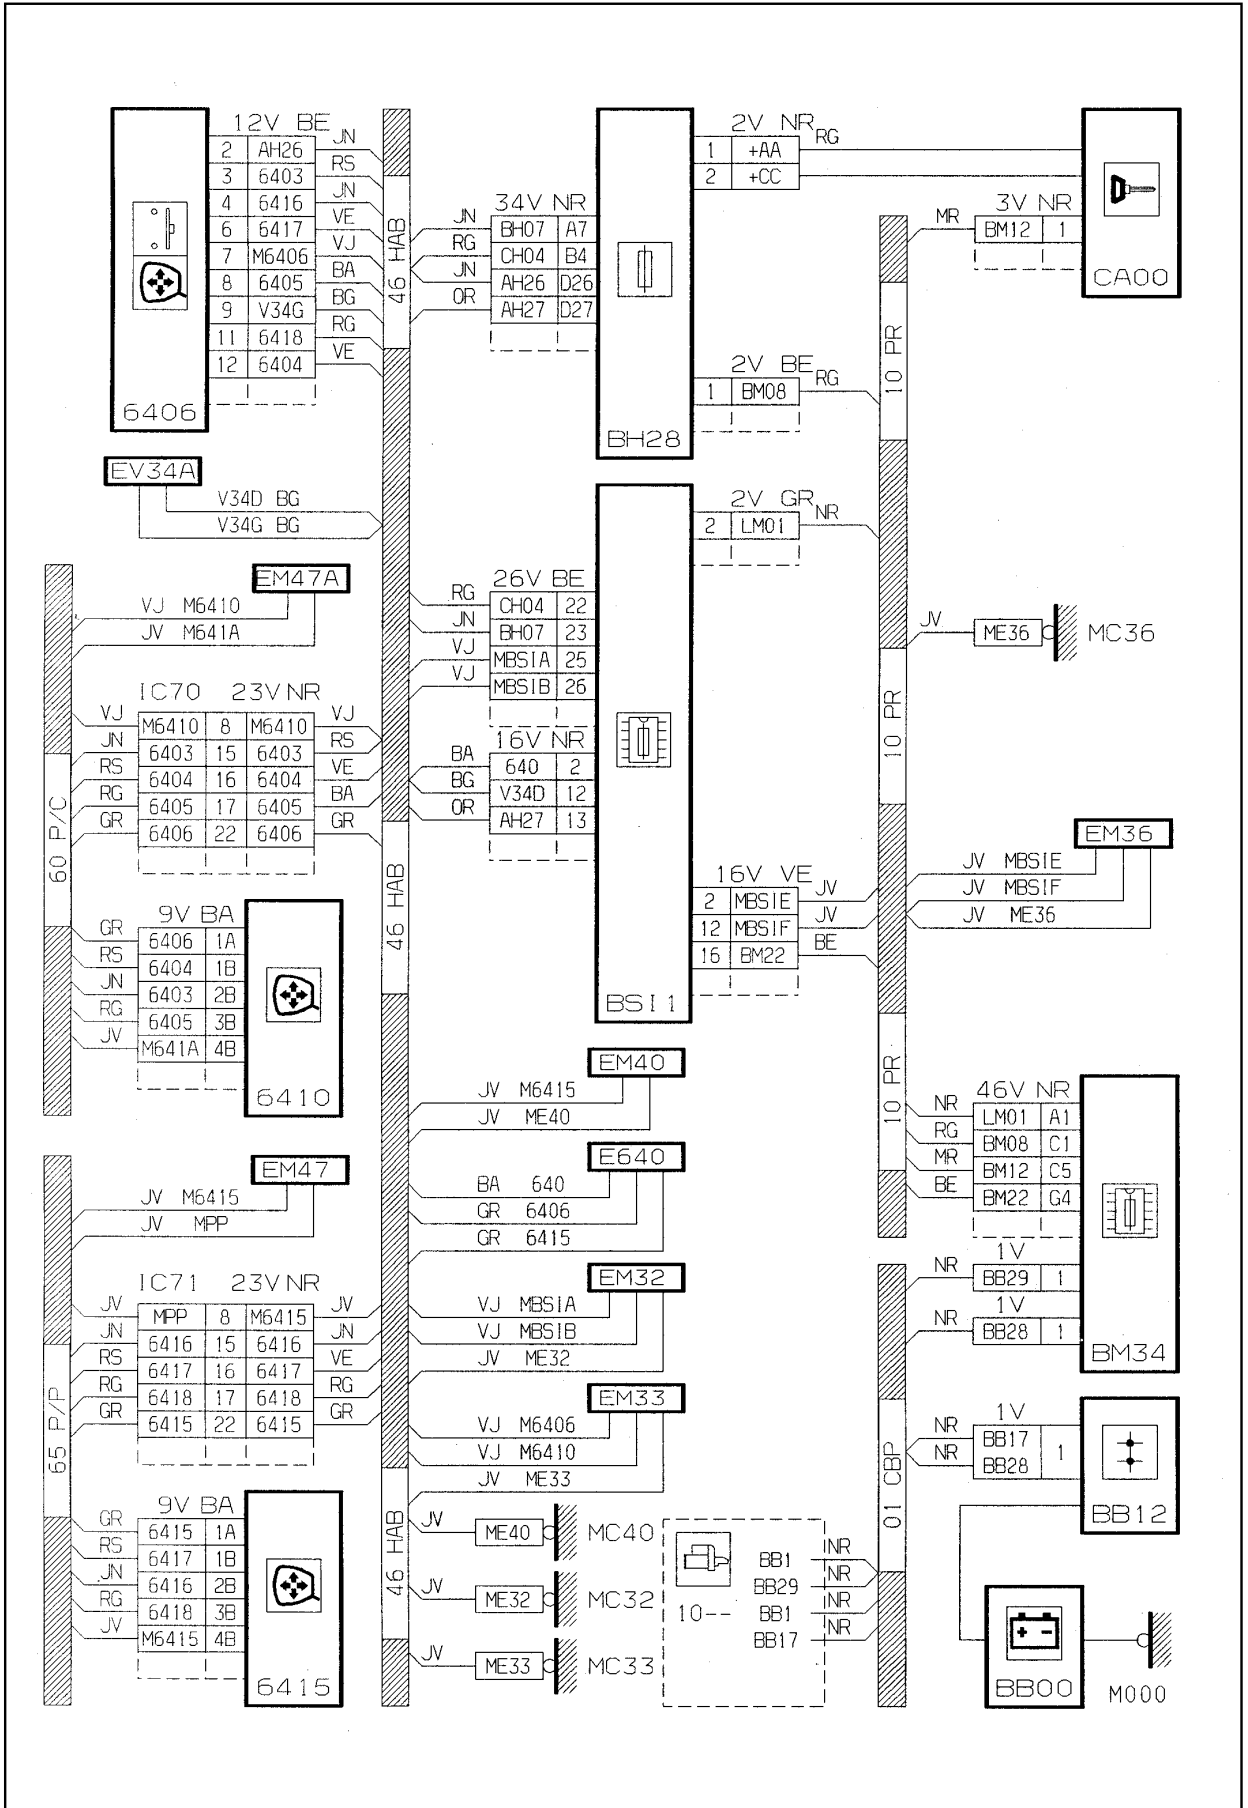 12V BE
2 AH26 JN
3 6403 RS
4 6416 JN
6 6417 VE
7 M6406 VJ
8 6405 BA
9 V34G BG
11 6418 RG
12 6404 VE
6406
46 HAB
34V NR
JN BH07 A7
RG CH04 B4
JN AH26 D26
OR AH27 D27
2V NR
1 +AA RG
2 +CC
2V BE
1 BM08 RG
BH28
3V NR
MR BM12 1
CA00
10 PR
EV34A
V34D BG
V34G BG
2V GR
2 LM01 NR
26V BE
RG CH04 22
JN BH07 23
VJ MBSIA 25
VJ MBSIB 26
16V NR
BA 640 2
BG V34D 12
OR AH27 13
16V VE
2 MBSIE JV
12 MBSIF JV
16 BM22 BE
BSI1
JV ME36 MC36
10 PR
EM36
JV MBSIE
JV MBSIF
JV ME36
EM47A
VJ M6410
JV M641A
IC70 23V NR
VJ M6410 8 M6410 VJ
JN 6403 15 6403 RS
RS 6404 16 6404 VE
RG 6405 17 6405 BA
GR 6406 22 6406 GR
60 P/C
46 HAB
9V BA
GR 6406 1A
RS 6404 1B
JN 6403 2B
RG 6405 3B
JV M641A 4B
6410
EM40
JV M6415
JV ME40
10 PR
46V NR
NR LM01 A1
RG BM08 C1
MR BM12 C5
BE BM22 G4
1V
NR BB29 1
1V
NR BB28 1
BM34
EM47
JV M6415
JV MPP
E640
BA 640
GR 6406
GR 6415
IC71 23V NR
JV MPP 8 M6415 JV
JN 6416 15 6416 JN
RS 6417 16 6417 VE
RG 6418 17 6418 RG
GR 6415 22 6415 GR
65 P/P
EM32
VJ MBSIA
VJ MBSIB
JV ME32
EM33
VJ M6406
VJ M6410
JV ME33
01 CBP
1V
NR BB17 1
NR BB28
BB12
9V BA
GR 6415 1A
RS 6417 1B
JN 6416 2B
RG 6418 3B
JV M6415 4B
6415
46 HAB
JV ME40 MC40
JV ME32 MC32
JV ME33 MC33
10--
BB1 NR
BB29 NR
BB1 NR
BB17 NR
+ -
BB00
M000